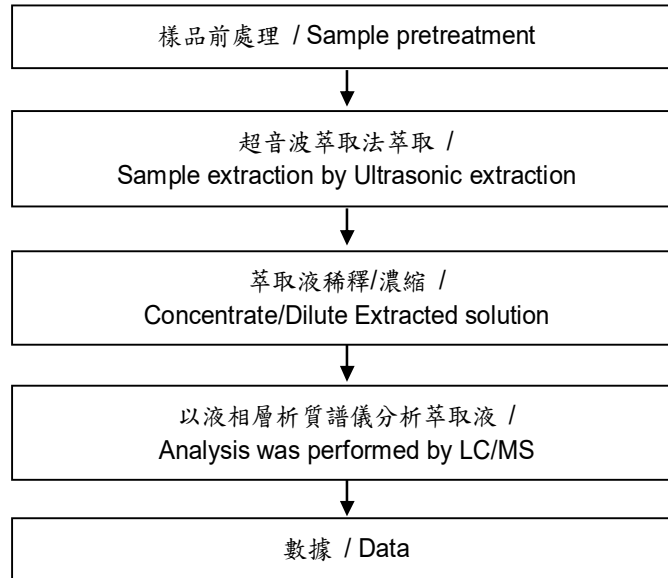 樣品前處理 / Sample pretreatment
超音波萃取法萃取 /
Sample extraction by Ultrasonic extraction
萃取液稀釋/濃縮 /
Concentrate/Dilute Extracted solution
以液相層析質譜儀分析萃取液 /
Analysis was performed by LC/MS
數據 / Data